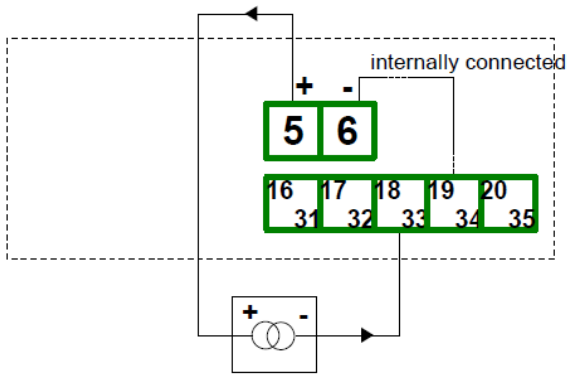 internally connected
+ -
5 6
16 17 18 19 20
31 32 33 34 35
+ -